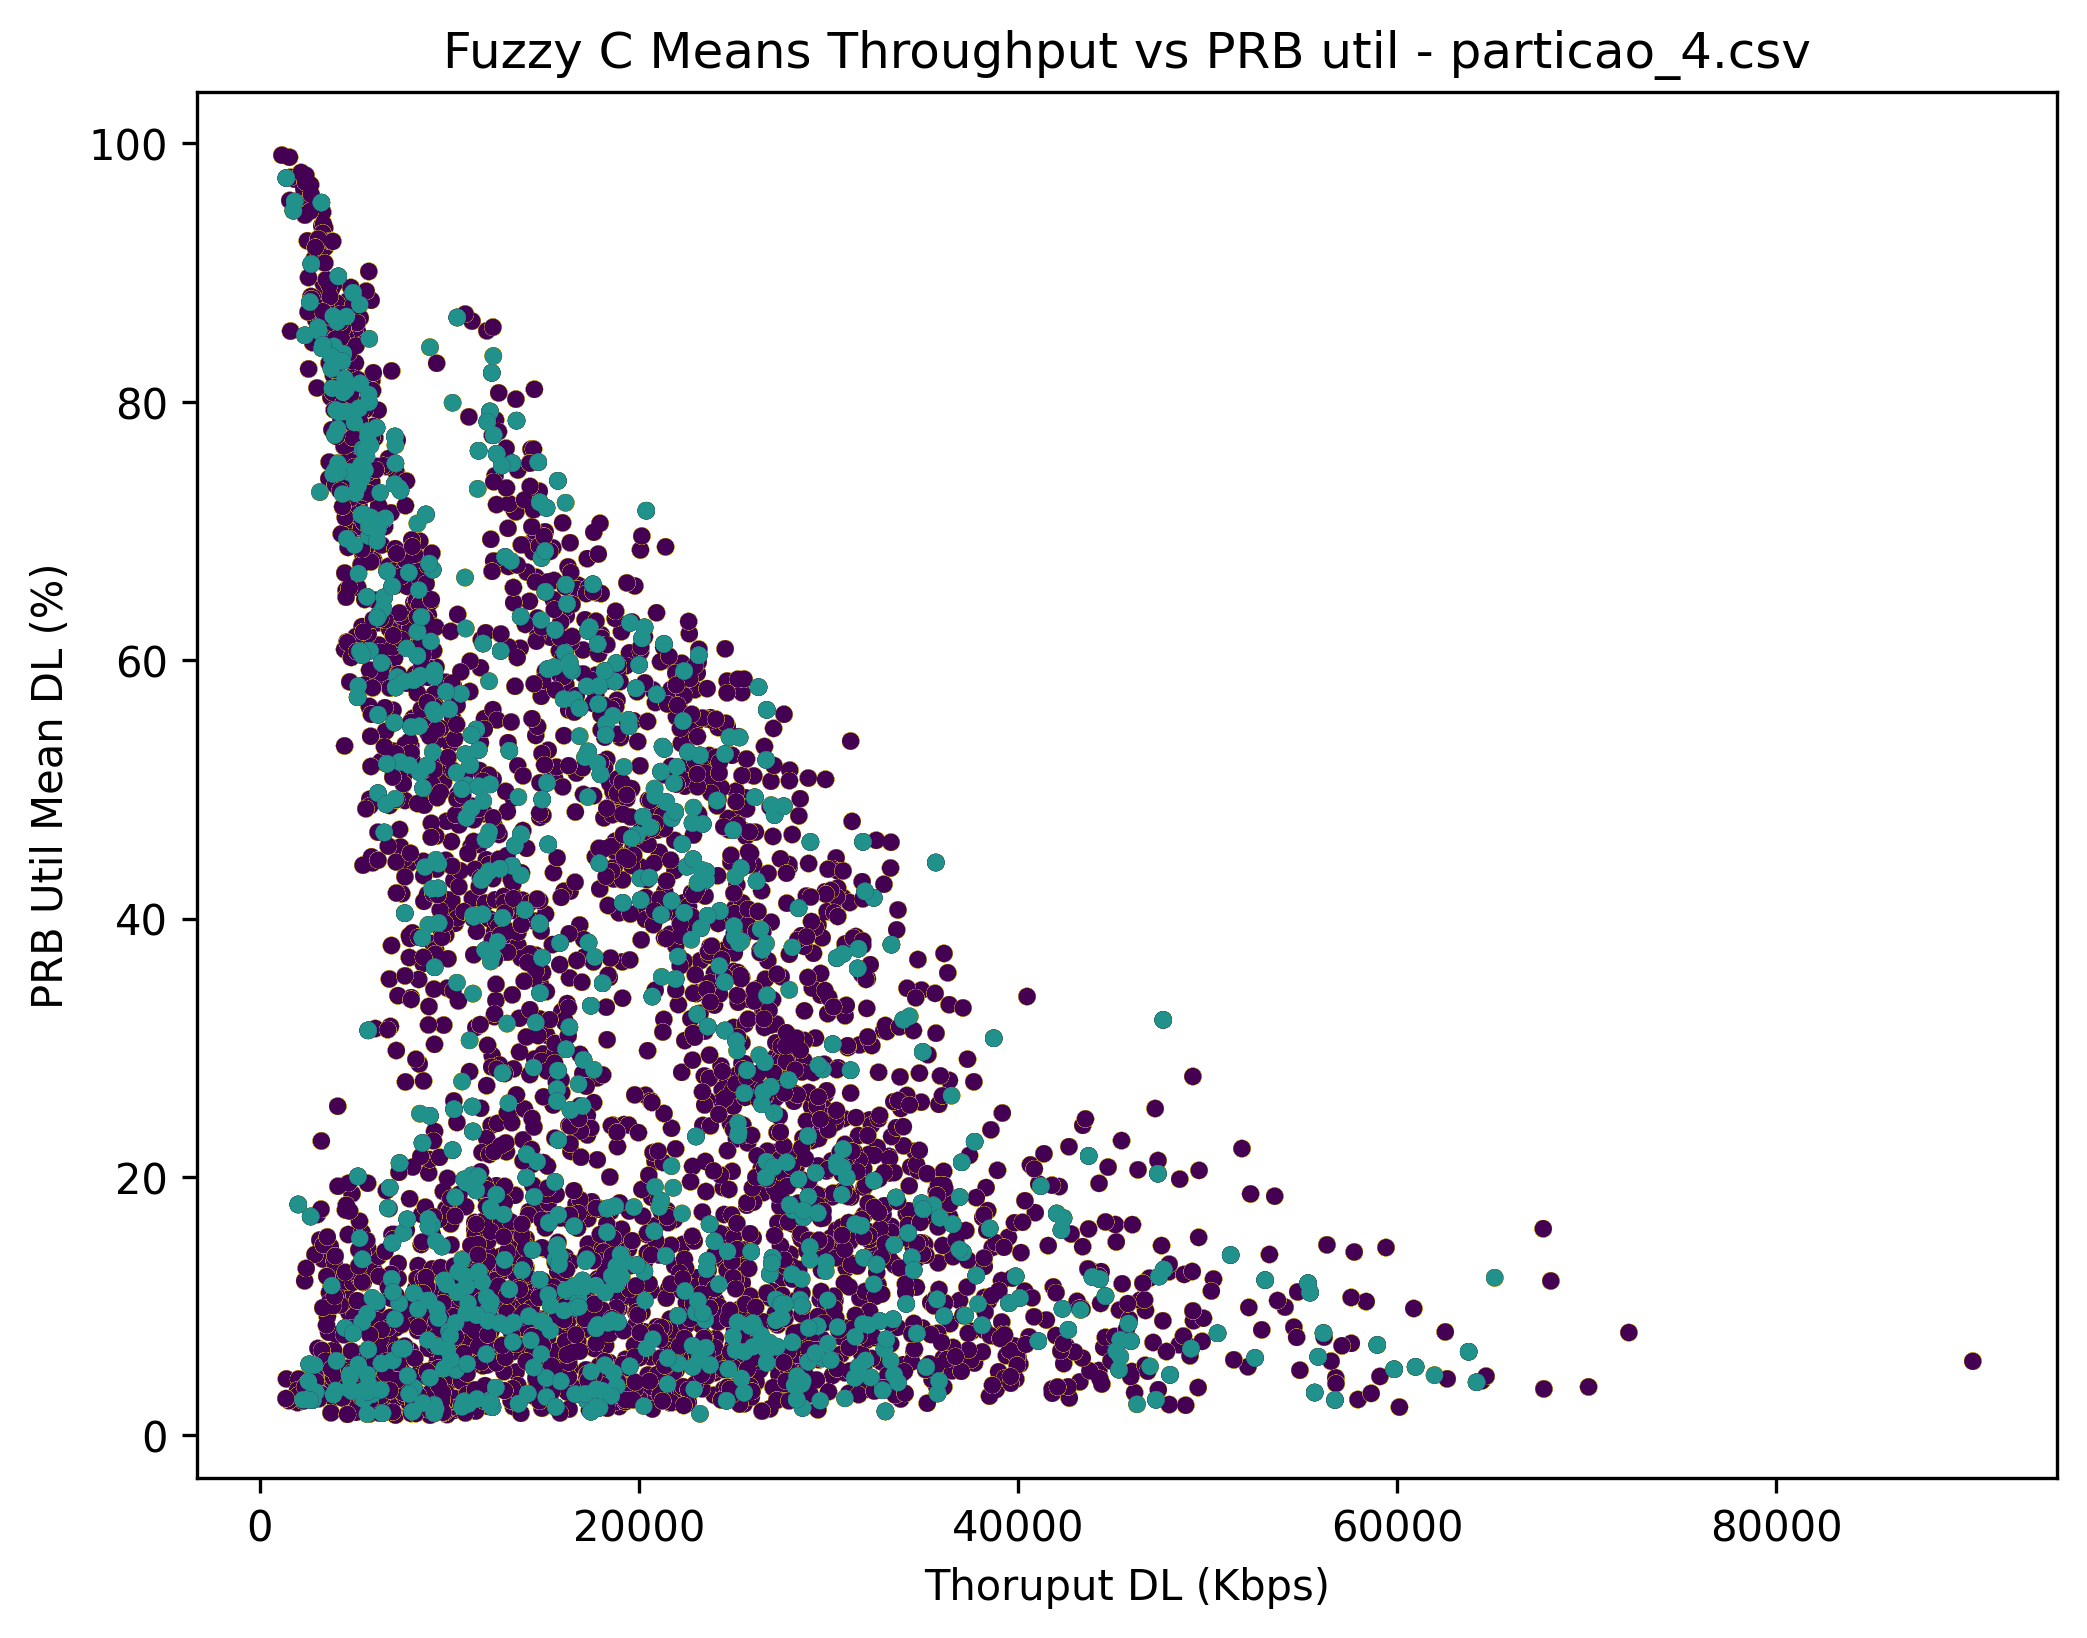 Fuzzy C Means Throughput vs PRB util - particao_4.csv
100
80
60
40
20
0
PRB Util Mean DL (%)
0 20000 40000 60000 80000
Thoruput DL (Kbps)